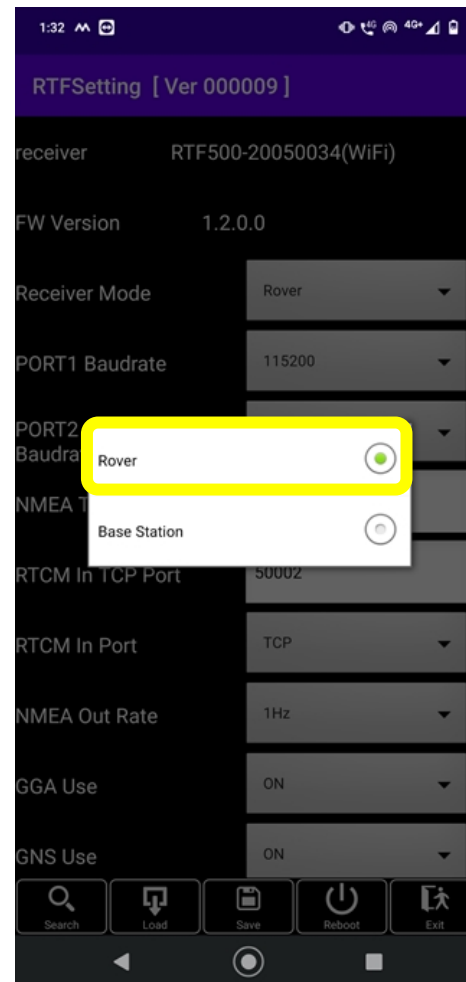 1:32 4G 4G+
RTFSetting [ Ver 000009 ]
receiver RTF500-20050034(WiFi)
FW Version 1.2.0.0
Receiver Mode Rover
PORT1 Baudrate 115200
PORT2
Baudra
Rover
NMEA T
Base Station
RTCM In TCP Port 50002
RTCM In Port TCP
NMEA Out Rate 1Hz
GGA Use ON
GNS Use ON
Search Load Save Reboot Exit